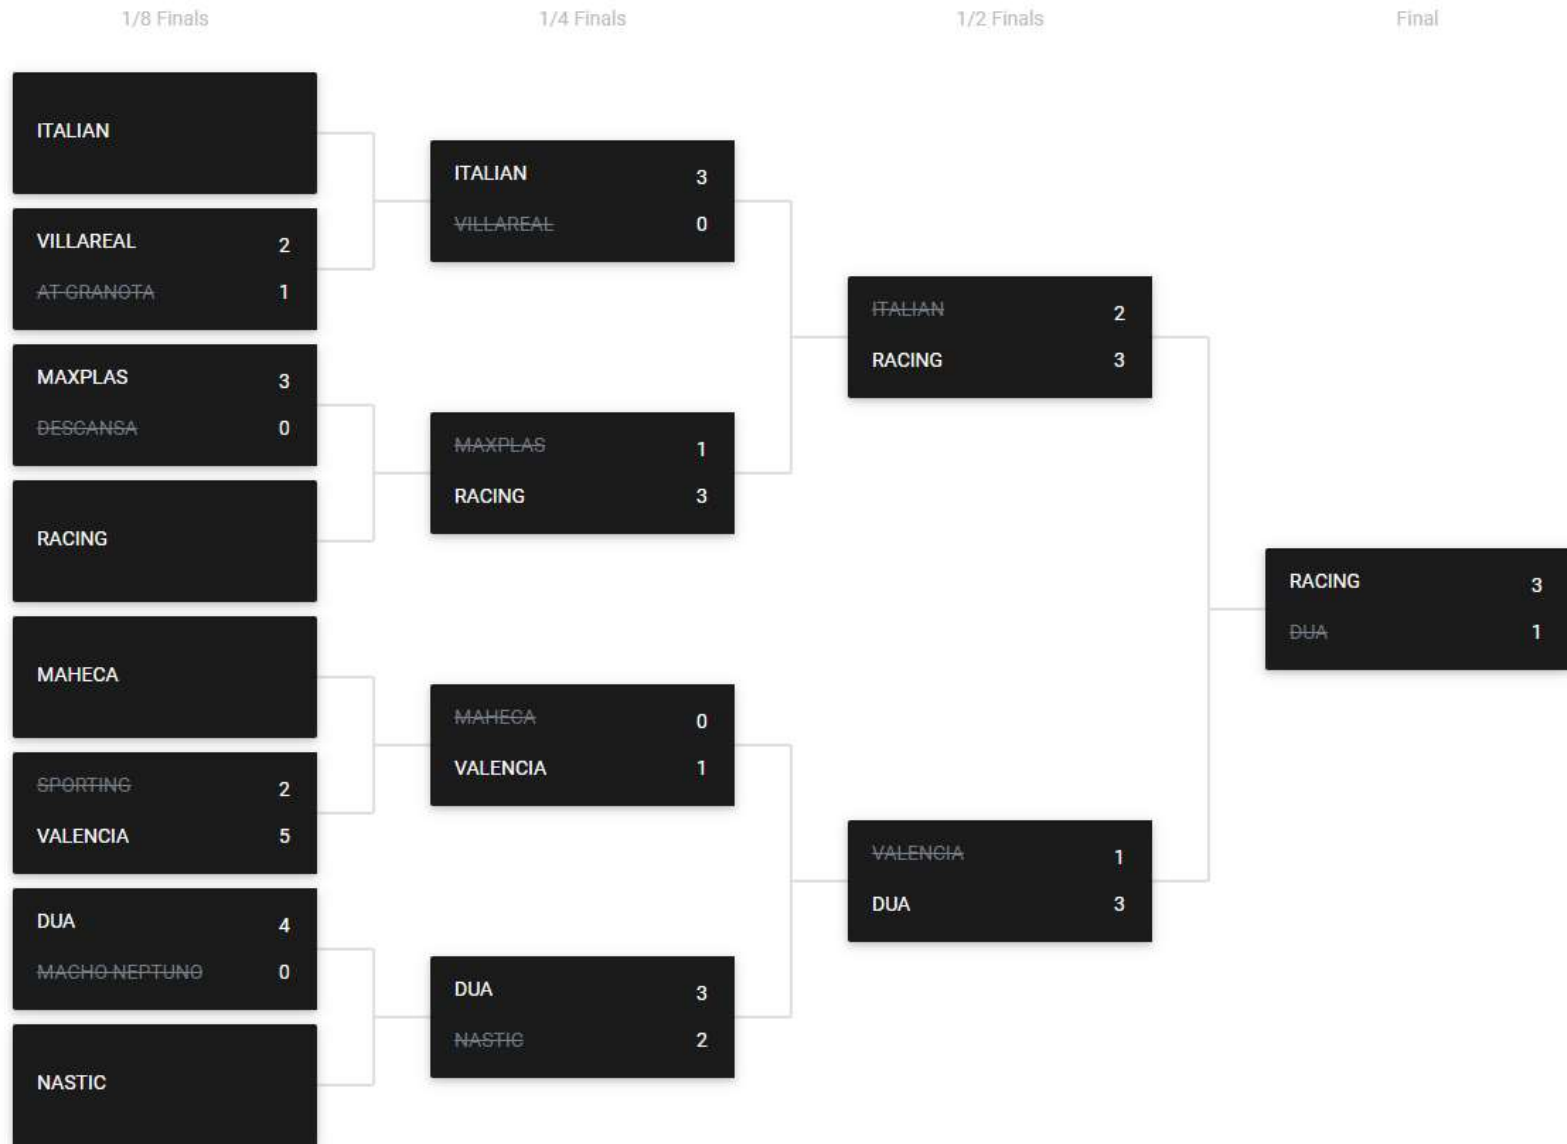 1/8 Finals 1/4 Finals 1/2 Finals Final
ITALIAN
VILLAREAL 2
AT GRANOTA 1
MAXPLAS 3
DESCANSA 0
RACING
MAHECA
SPORTING 2
VALENCIA 5
DUA 4
MACHO NEPTUNO 0
NASTIC
ITALIAN 3
VILLAREAL 0
MAXPLAS 1
RACING 3
MAHECA 0
VALENCIA 1
DUA 3
NASTIC 2
ITALIAN 2
RACING 3
VALENCIA 1
DUA 3
RACING 3
DUA 1